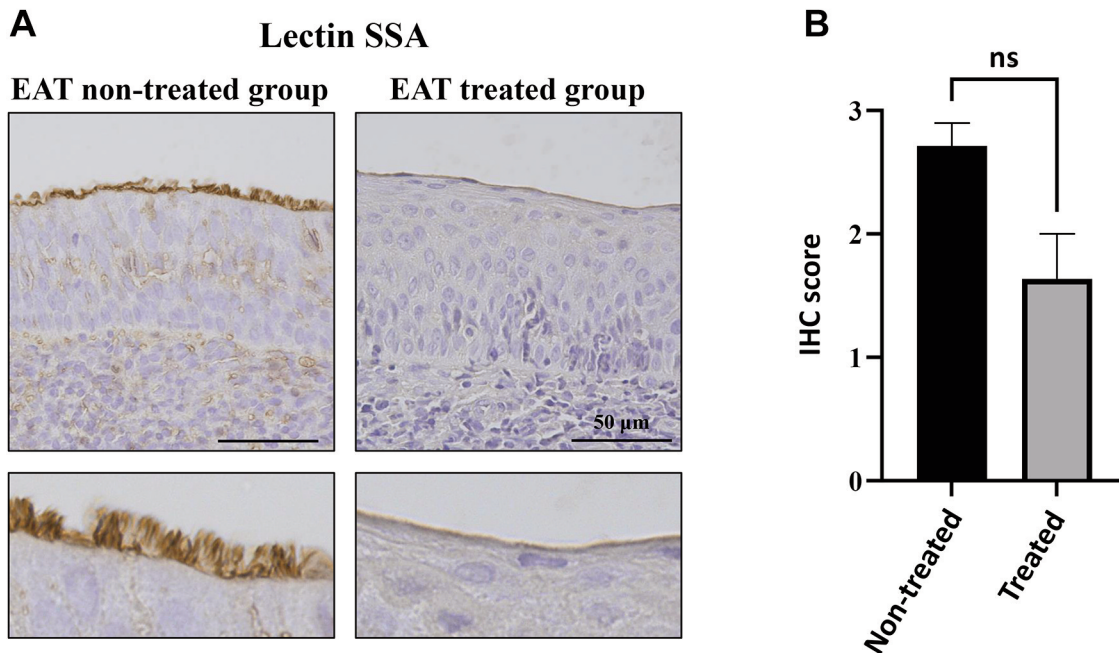 A
Lectin SSA
EAT non-treated group
EAT treated group
50 µm
B
ns
IHC score
3
2
1
0
Non-treated
Treated